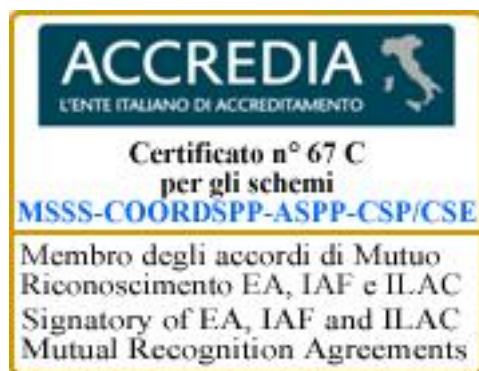 ACCREDIA
L'ENTE ITALIANO DI ACCREDITAMENTO
Certificato n° 67 C
per gli schemi
MSSS-COORDSPP-ASPP-CSP/CSE
Membro degli accordi di Mutuo
Riconoscimento EA, IAF e ILAC
Signatory of EA, IAF and ILAC
Mutual Recognition Agreements